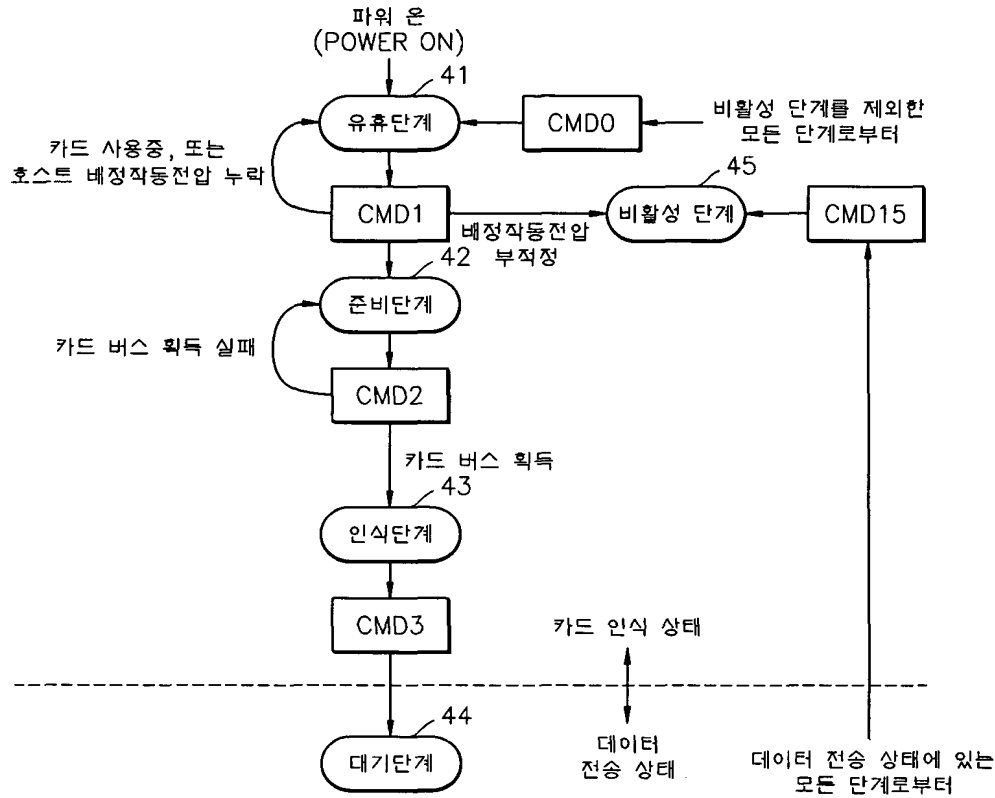 파워 온
(POWER ON)
41
유휴단계
CMD0
비활성 단계를 제외한
모든 단계로부터
카드 사용중, 또는
호스트 배정작동전압 누락
CMD1
배정작동전압
부적정
45
비활성 단계
CMD15
42
준비단계
카드 버스 획득 실패
CMD2
카드 버스 획득
43
인식단계
CMD3
카드 인식 상태
44
대기단계
데이터
전송 상태
데이터 전송 상태에 있는
모든 단계로부터